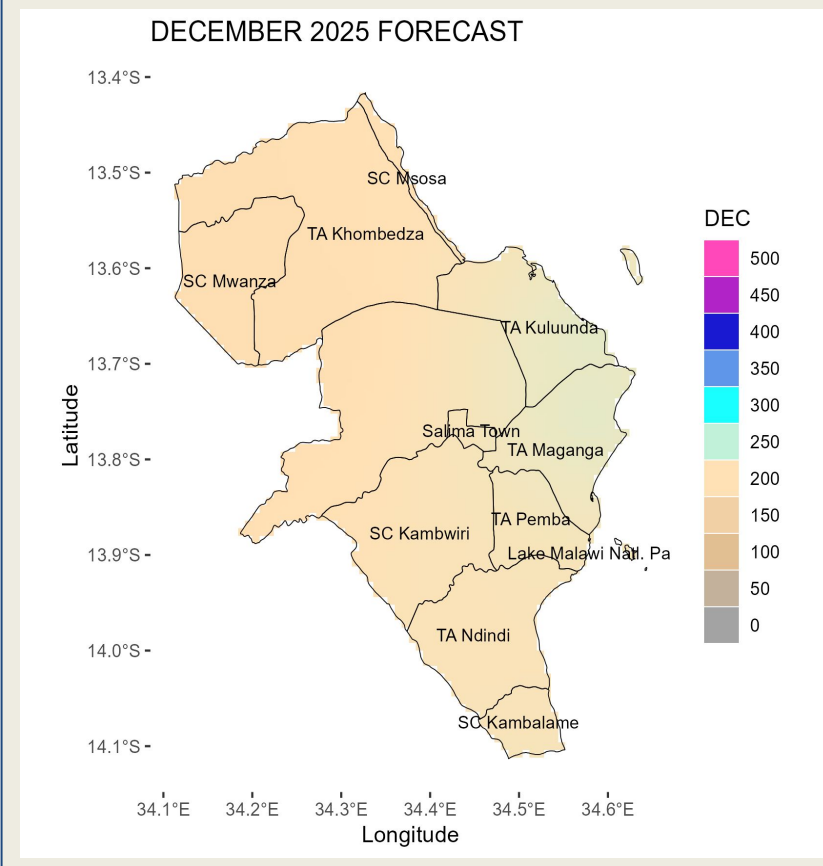 DECEMBER 2025 FORECAST
13.4°S
13.5°S
13.6°S
13.7°S
13.8°S
13.9°S
14.0°S
14.1°S
Latitude
SC Msosa
TA Khombedza
SC Mwanza
TA Kuluunda
Salima Town
TA Maganga
TA Pemba
SC Kambwiri
Lake Malawi Natl. Pa
TA Ndindi
SC Kambalame
34.1°E 34.2°E 34.3°E 34.4°E 34.5°E 34.6°E
Longitude
DEC
500
450
400
350
300
250
200
150
100
50
0